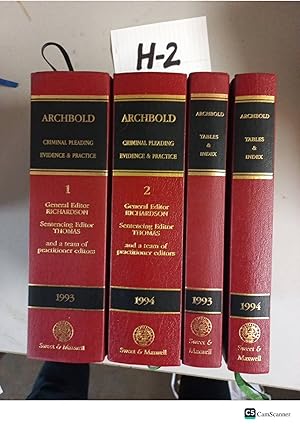 H-2
ARCHBOLD
CRIMINAL PLEADING
EVIDENCE & PRACTICE
1
General Editor
RICHARDSON
Sentencing Editor
THOMAS
and a team of
practitioner editors
1993
Sweet & Maxwell
ARCHBOLD
CRIMINAL PLEADING
EVIDENCE & PRACTICE
2
General Editor
RICHARDSON
Sentencing Editor
THOMAS
and a team of
practitioner editors
1994
Sweet & Maxwell
ARCHBOLD
TABLES
&
INDEX
1993
Sweet &
Maxwell
ARCHBOLD
TABLES
&
INDEX
1994
Sweet &
Maxwell
CS CamScanner